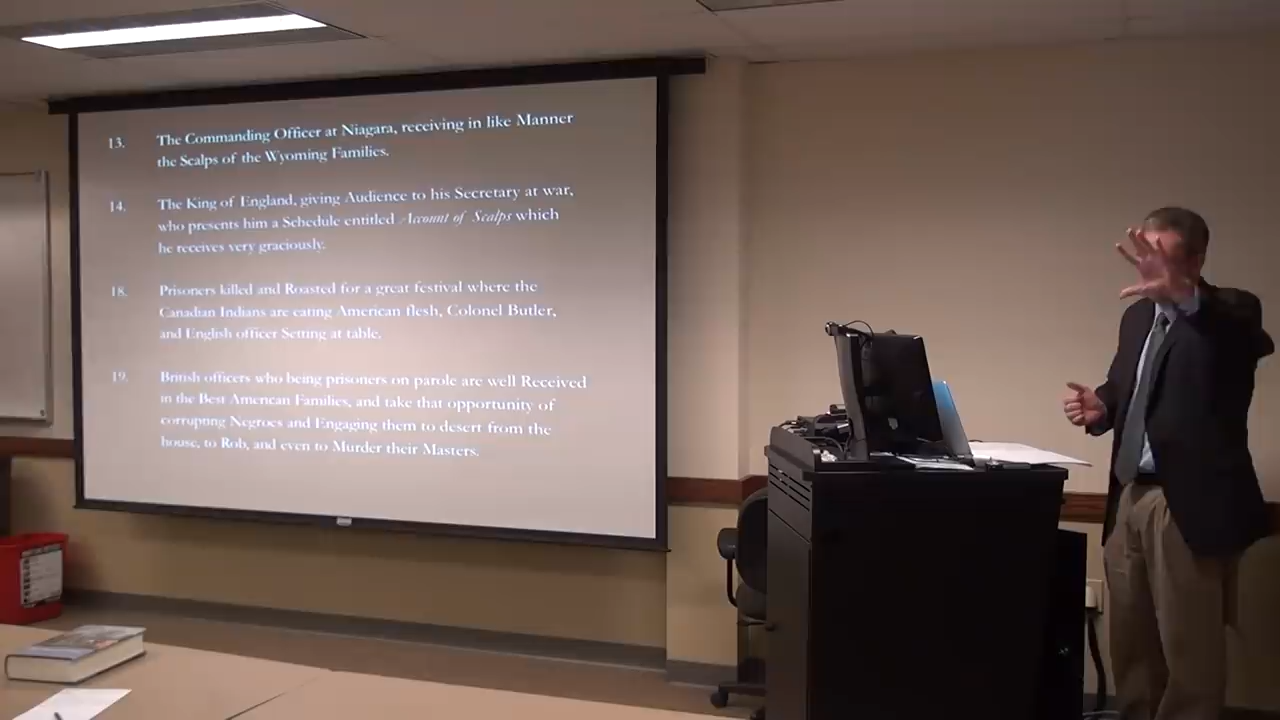 13. The Commanding Officer at Niagara, receiving in like Manner
the Scalps of the Wyoming Families.
14. The King of England, giving Audience to his Secretary at war,
who presents him a Schedule entitled Account of Scalps which
he receives very graciously.
18. Prisoners killed and Roasted for a great festival where the
Canadian Indians are eating American flesh, Colonel Butler,
and English officer Setting at table.
19. British officers who being prisoners on parole are well Received
in the Best American Families, and take that opportunity of
corrupting Negroes and Engaging them to desert from the
house, to Rob, and even to Murder their Masters.